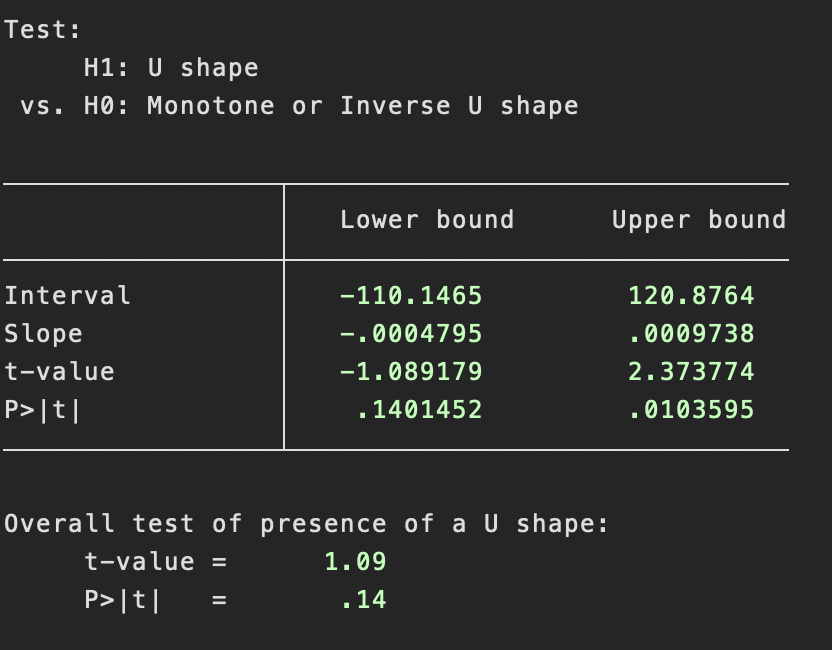 Test:
H1: U shape
vs. H0: Monotone or Inverse U shape
Lower bound Upper bound
Interval -110.1465 120.8764
Slope -.0004795 .0009738
t-value -1.089179 2.373774
P>|t| .1401452 .0103595
Overall test of presence of a U shape:
t-value = 1.09
P>|t| = .14